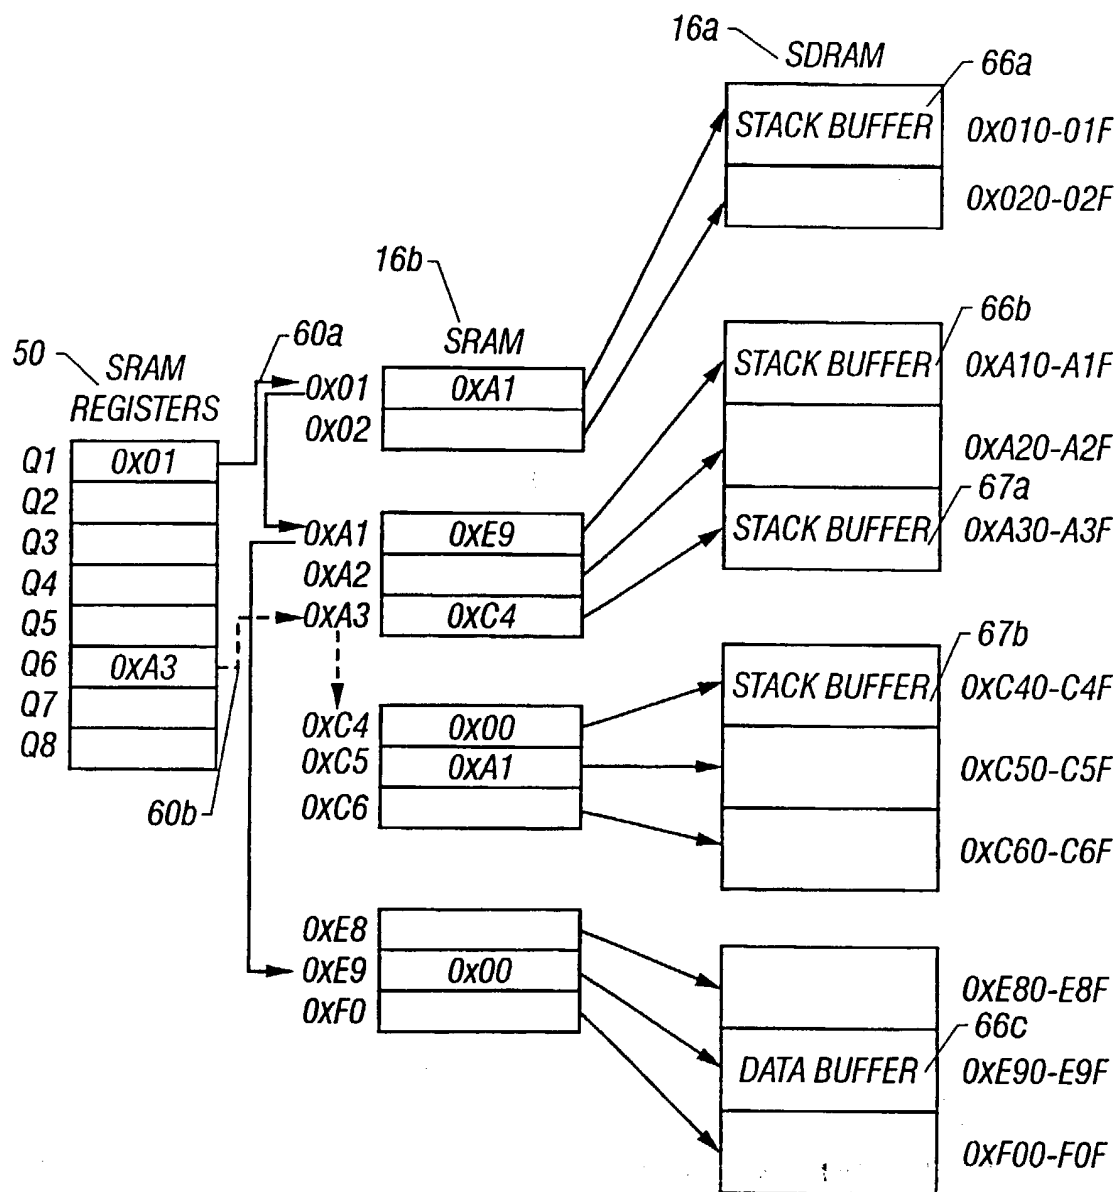 16a
SDRAM
66a
STACK BUFFER
0X010-01F
0X020-02F
16b
SRAM
60a
50
SRAM
REGISTERS
Q1
0X01
Q2
Q3
Q4
Q5
Q6
0XA3
Q7
Q8
60b
0X01
0XA1
0X02
0XA1
0XE9
0XA2
0XA3
0XC4
0XC4
0X00
0XC5
0XA1
0XC6
0XE8
0XE9
0X00
0XF0
66b
STACK BUFFER
0XA10-A1F
0XA20-A2F
67a
STACK BUFFER
0XA30-A3F
67b
STACK BUFFER
0XC40-C4F
0XC50-C5F
0XC60-C6F
0XE80-E8F
66c
DATA BUFFER
0XE90-E9F
0XF00-F0F